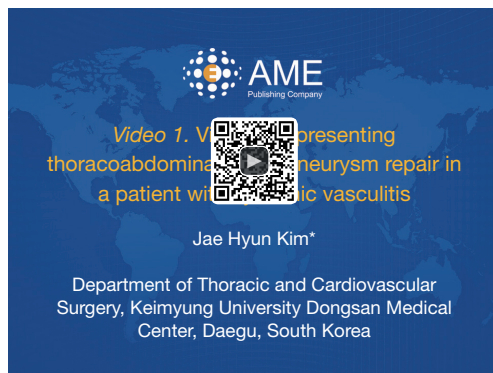 AME
Publishing Company
Video 1. presenting
thoracoabdomina neurysm repair in
a patient wi ic vasculitis
Jae Hyun Kim*
Department of Thoracic and Cardiovascular
Surgery, Keimyung University Dongsan Medical
Center, Daegu, South Korea